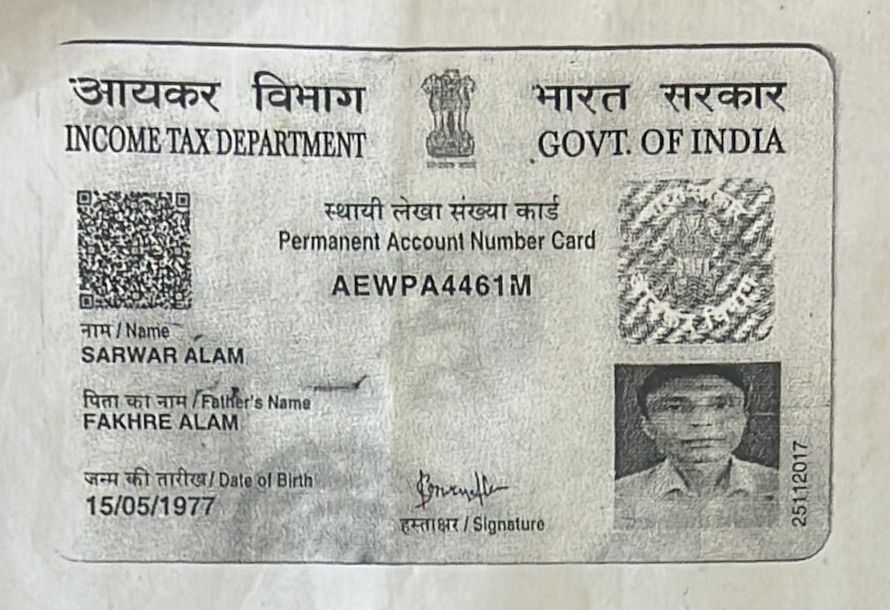 आयकर विभाग
INCOME TAX DEPARTMENT
भारत सरकार
GOVT. OF INDIA
स्थायी लेखा संख्या कार्ड
Permanent Account Number Card
AEWPA4461M
नाम / Name
SARWAR ALAM
पिता का नाम / Father's Name
FAKHRE ALAM
जन्म की तारीख / Date of Birth
15/05/1977
हस्ताक्षर / Signature
25112017